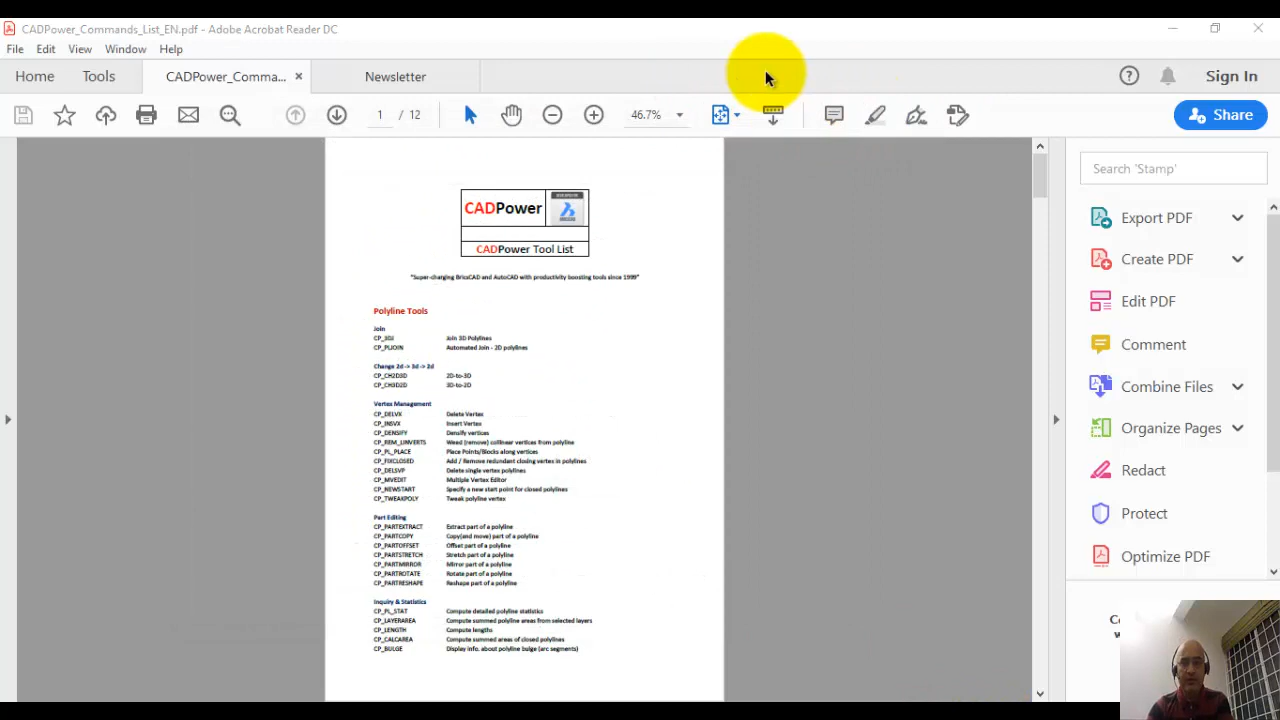 CADPower_Commands_List_EN.pdf - Adobe Acrobat Reader DC
File Edit View Window Help
Home Tools CADPower_Comma... × Newsletter Sign In
1 / 12 46.7% Share
CADPower
CADPower Tool List
"Super-charging BricsCAD and AutoCAD with productivity boosting tools since 1999"
Polyline Tools
Join
CP_3DJ Join 3D Polylines
CP_PLJOIN Automated Join - 2D polylines
Change 2d -> 3d -> 2d
CP_CH2D3D 2D-to-3D
CP_CH3D2D 3D-to-2D
Vertex Management
CP_DELVX Delete Vertex
CP_INSVX Insert Vertex
CP_DENSIFY Densify vertices
CP_REM_LINVERTS Weed (remove) collinear vertices from polyline
CP_PL_PLACE Place Points/Blocks along vertices
CP_FIXCLOSED Add / Remove redundant closing vertex in polylines
CP_DELSVP Delete single vertex polylines
CP_MVEDIT Multiple Vertex Editor
CP_NEWSTART Specify a new start point for closed polylines
CP_TWEAKPOLY Tweak polyline vertex
Part Editing
CP_PARTEXTRACT Extract part of a polyline
CP_PARTCOPY Copy(and move) part of a polyline
CP_PARTOFFSET Offset part of a polyline
CP_PARTSTRETCH Stretch part of a polyline
CP_PARTMIRROR Mirror part of a polyline
CP_PARTROTATE Rotate part of a polyline
CP_PARTRESHAPE Reshape part of a polyline
Inquiry & Statistics
CP_PL_STAT Compute detailed polyline statistics
CP_LAYERAREA Compute summed polyline areas from selected layers
CP_LENGTH Compute lengths
CP_CALCAREA Compute summed areas of closed polylines
CP_BULGE Display info. about polyline bulge (arc segments)
Search 'Stamp'
Export PDF
Create PDF
Edit PDF
Comment
Combine Files
Organize Pages
Redact
Protect
Optimize PDF